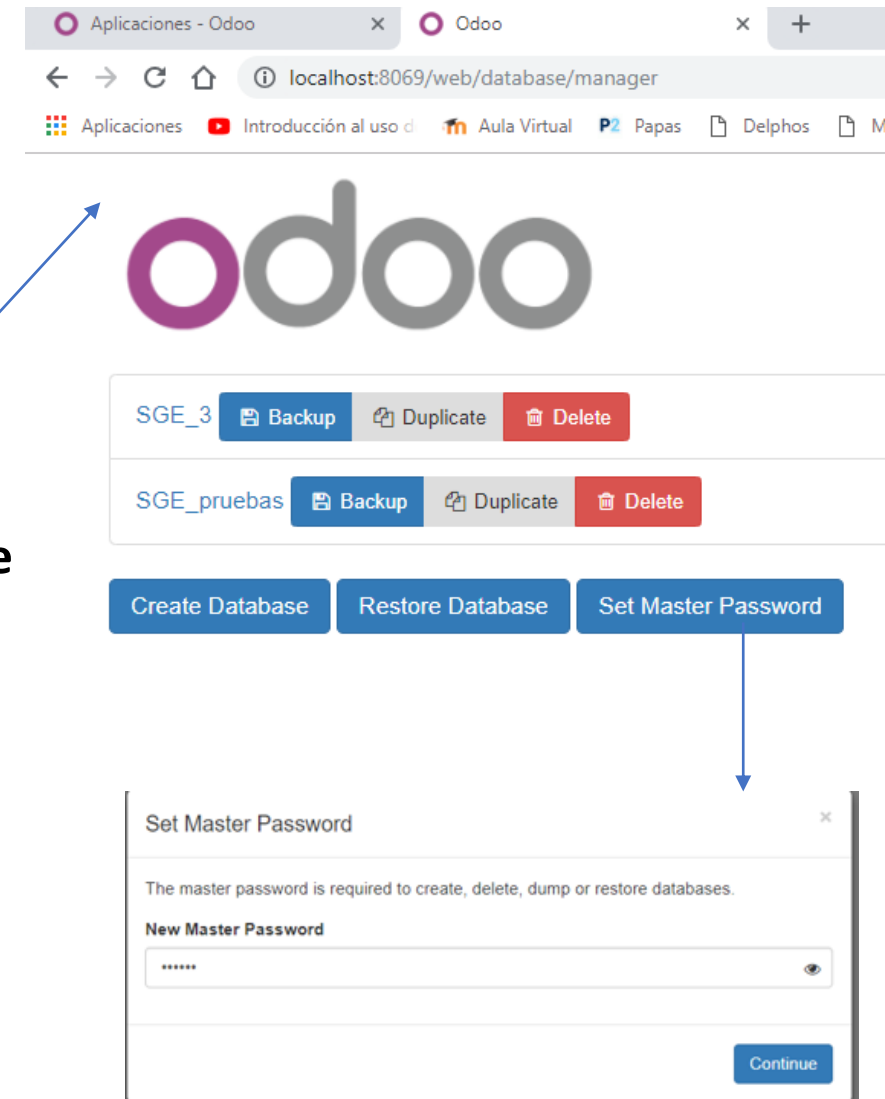 Aplicaciones - Odoo × Odoo × +
localhost:8069/web/database/manager
Aplicaciones Introducción al uso d Aula Virtual P2 Papas Delphos M
odoo
SGE_3 Backup Duplicate Delete
SGE_pruebas Backup Duplicate Delete
e
Create Database Restore Database Set Master Password
Set Master Password ×
The master password is required to create, delete, dump or restore databases.
New Master Password
••••••
Continue